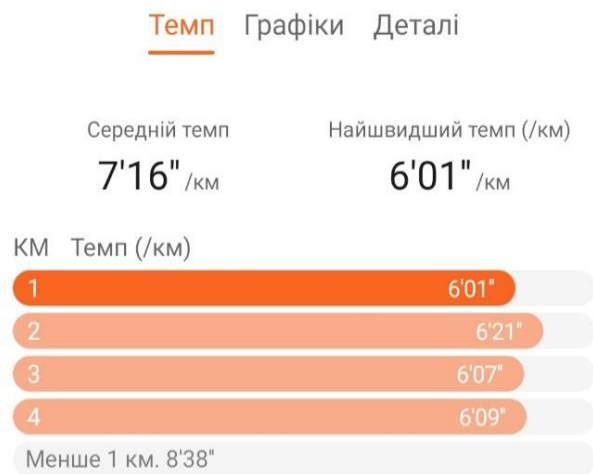 Темп Графіки Деталі
Середній темп Найшвидший темп (/км)
7'16" /км 6'01" /км
КМ Темп (/км)
1 6'01"
2 6'21"
3 6'07"
4 6'09"
Менше 1 км. 8'38"